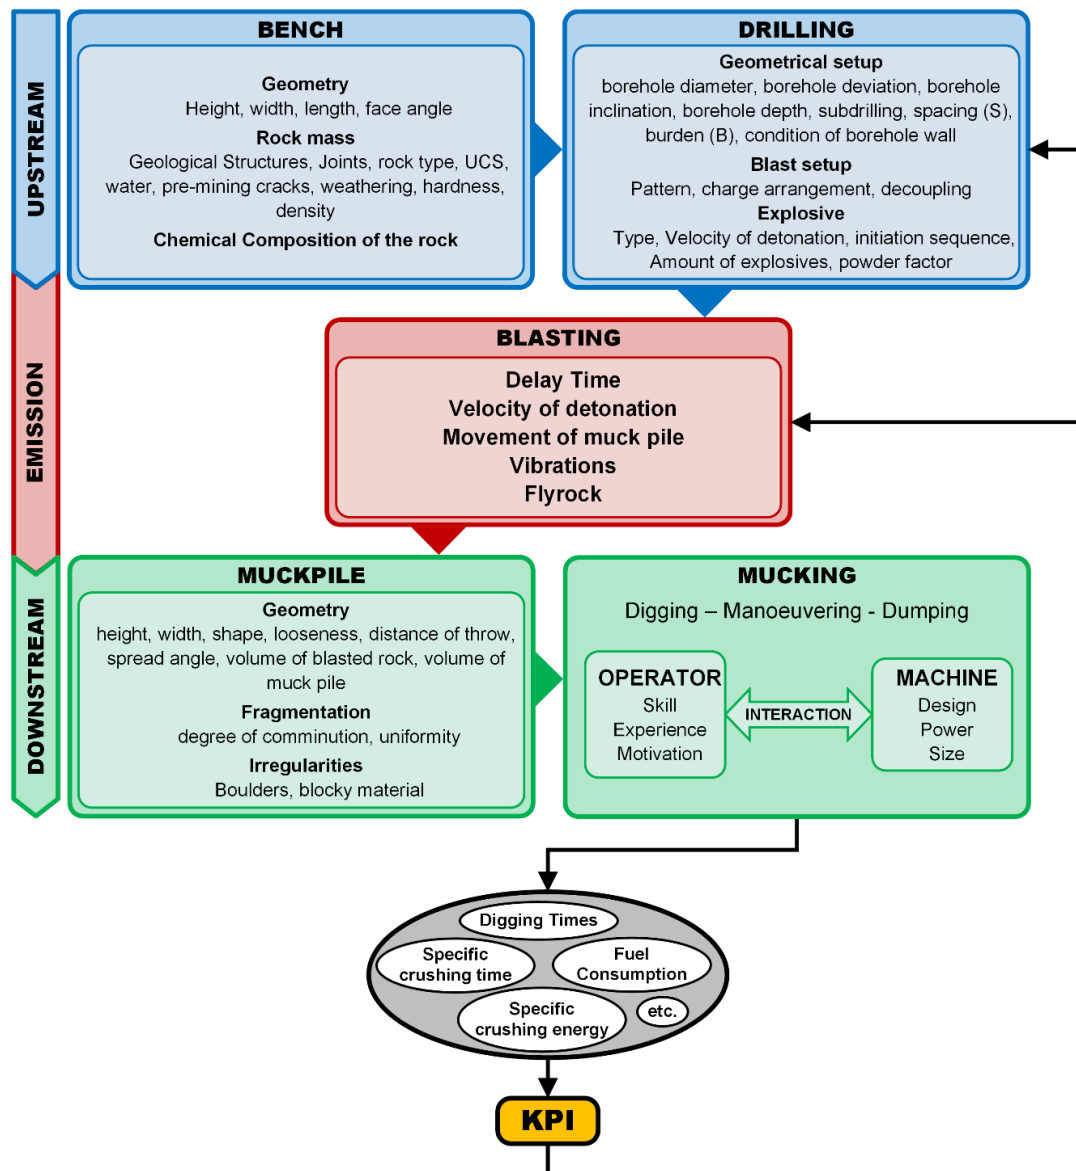 UPSTREAM
BENCH
Geometry
Height, width, length, face angle
Rock mass
Geological Structures, Joints, rock type, UCS,
water, pre-mining cracks, weathering, hardness,
density
Chemical Composition of the rock
DRILLING
Geometrical setup
borehole diameter, borehole deviation, borehole
inclination, borehole depth, subdrilling, spacing (S),
burden (B), condition of borehole wall
Blast setup
Pattern, charge arrangement, decoupling
Explosive
Type, Velocity of detonation, initiation sequence,
Amount of explosives, powder factor
EMISSION
BLASTING
Delay Time
Velocity of detonation
Movement of muck pile
Vibrations
Flyrock
DOWNSTREAM
MUCKPILE
Geometry
height, width, shape, looseness, distance of throw,
spread angle, volume of blasted rock, volume of
muck pile
Fragmentation
degree of comminution, uniformity
Irregularities
Boulders, blocky material
MUCKING
Digging – Manoeuvering - Dumping
OPERATOR
Skill
Experience
Motivation
INTERACTION
MACHINE
Design
Power
Size
Digging Times
Specific
crushing time
Fuel
Consumption
Specific
crushing energy
etc.
KPI